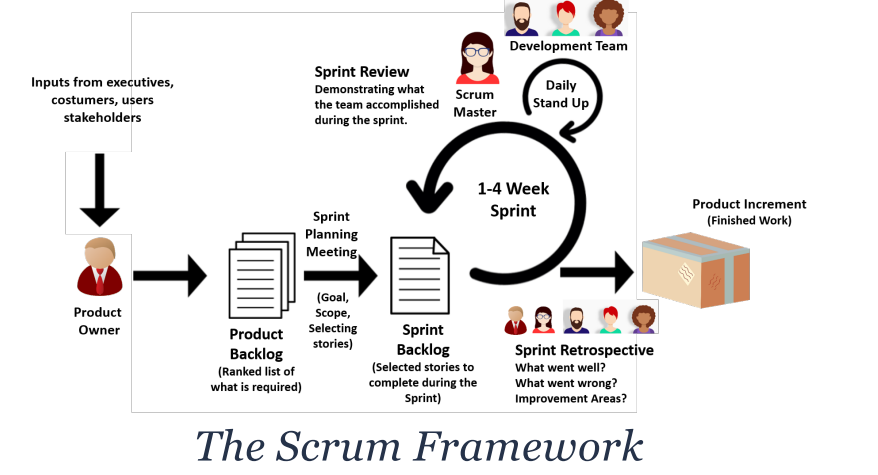 Development Team
Sprint Review
Demonstrating what
the team accomplished
during the sprint.
Scrum
Master
Daily
Stand Up
Inputs from executives,
costumers, users
stakeholders
1-4 Week
Sprint
Product Increment
(Finished Work)
Sprint
Planning
Meeting
(Goal,
Scope,
Selecting
stories)
Product
Owner
Product
Backlog
(Ranked list of
what is required)
Sprint
Backlog
(Selected stories to
complete during the
Sprint)
Sprint Retrospective
What went well?
What went wrong?
Improvement Areas?
The Scrum Framework